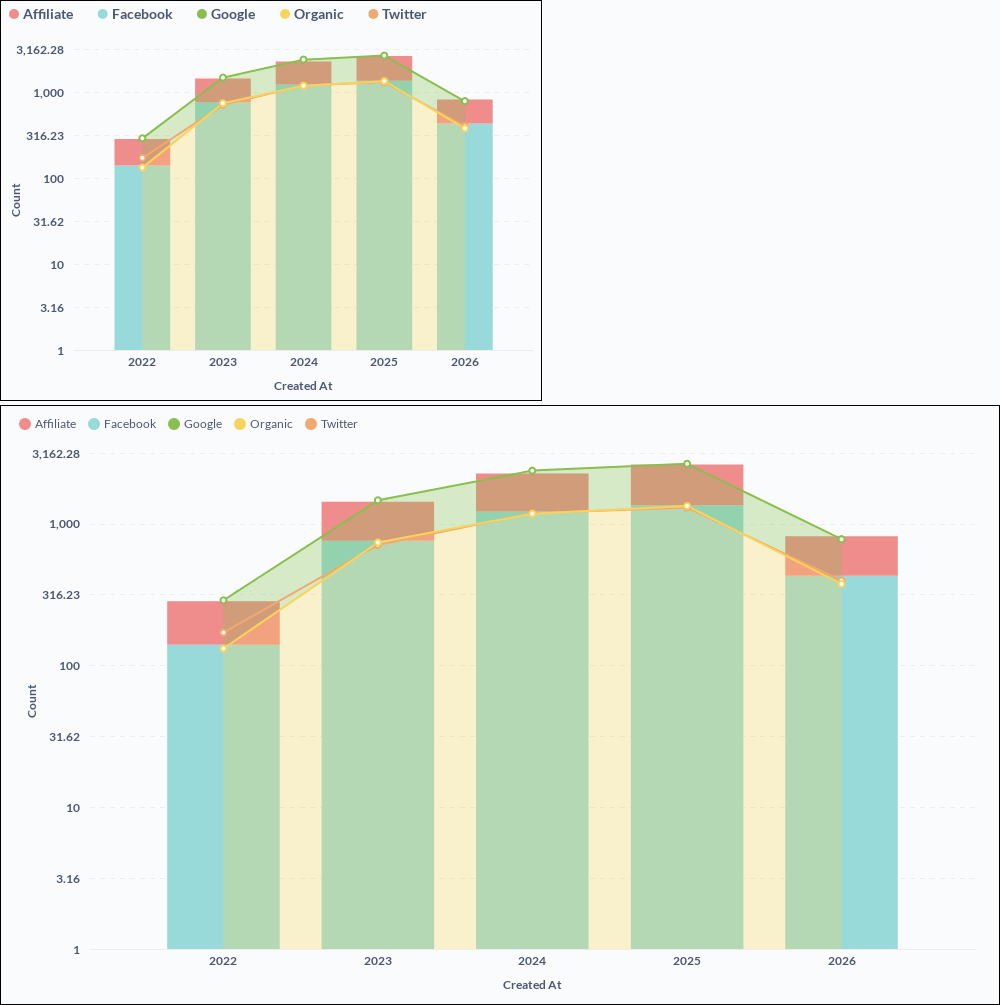 Affiliate Facebook Google Organic Twitter
3,162.28
1,000
316.23
100
31.62
10
3.16
1
Count
2022 2023 2024 2025 2026
Created At
Affiliate Facebook Google Organic Twitter
3,162.28
1,000
316.23
100
31.62
10
3.16
1
Count
2022 2023 2024 2025 2026
Created At